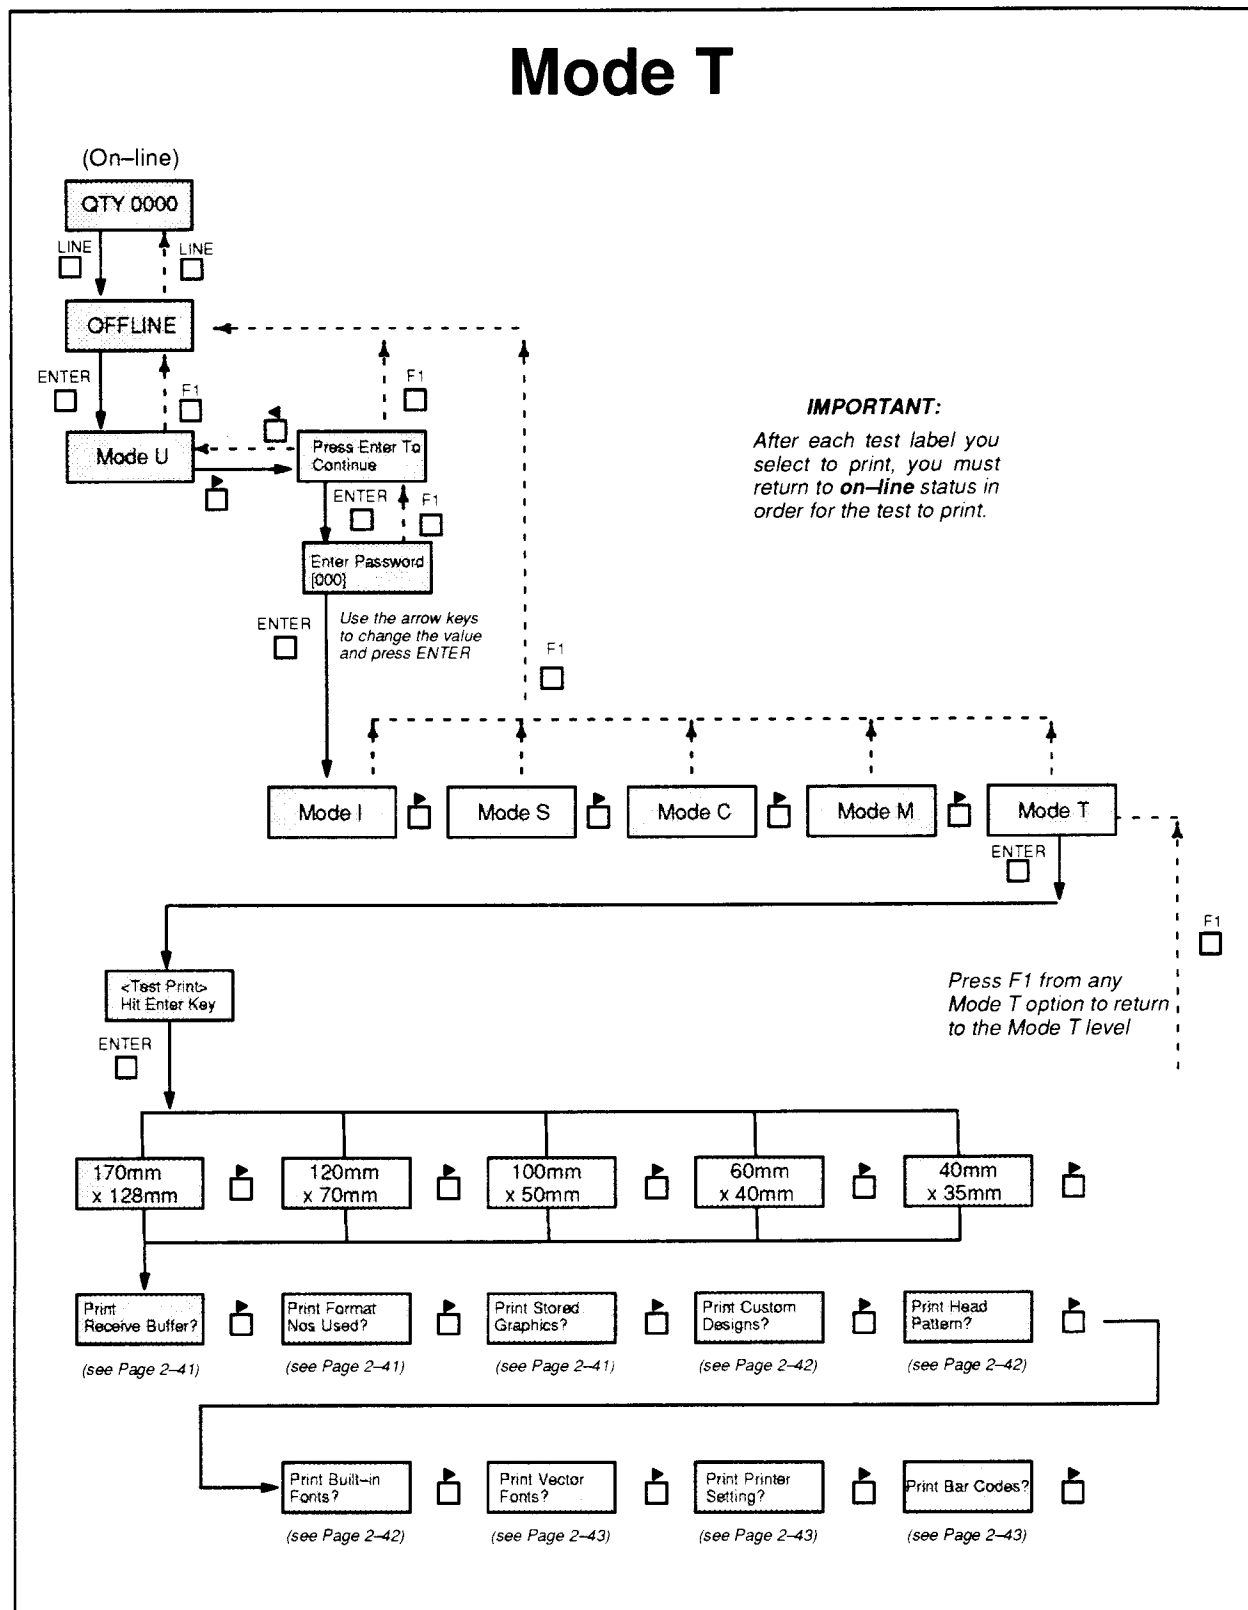 Mode T
(On–line)
QTY 0000
LINE
LINE
OFFLINE
ENTER
F1
F1
Mode U
Press Enter To
Continue
ENTER
F1
Enter Password
[000]
IMPORTANT:
After each test label you
select to print, you must
return to on–line status in
order for the test to print.
ENTER
Use the arrow keys
to change the value
and press ENTER
F1
Mode I
Mode S
Mode C
Mode M
Mode T
ENTER
F1
<Test Print>
Hit Enter Key
Press F1 from any
Mode T option to return
to the Mode T level
ENTER
170mm
x 128mm
120mm
x 70mm
100mm
x 50mm
60mm
x 40mm
40mm
x 35mm
Print
Receive Buffer?
Print Format
Nos Used?
Print Stored
Graphics?
Print Custom
Designs?
Print Head
Pattern?
(see Page 2–41)
(see Page 2–41)
(see Page 2–41)
(see Page 2–42)
(see Page 2–42)
Print Built–in
Fonts?
Print Vector
Fonts?
Print Printer
Setting?
Print Bar Codes?
(see Page 2–42)
(see Page 2–43)
(see Page 2–43)
(see Page 2–43)